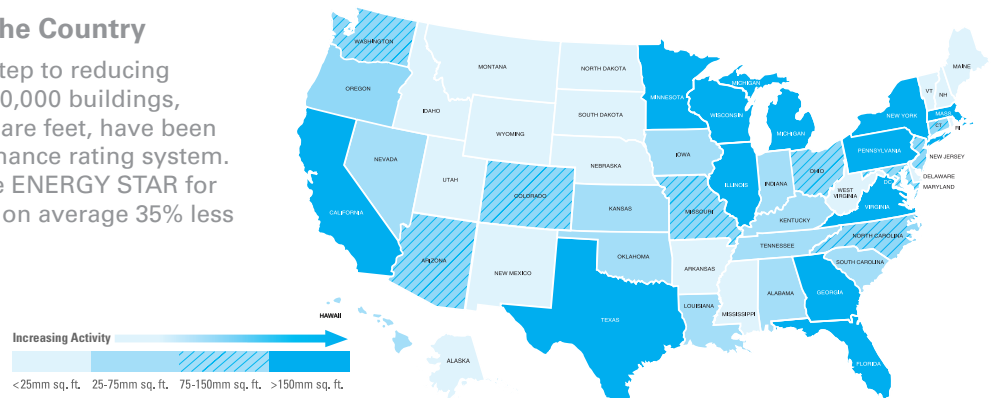 he Country
tep to reducing
0,000 buildings,
are feet, have been
nance rating system.
e ENERGY STAR for
on average 35% less
WASHINGTON
OREGON
IDAHO
MONTANA
NORTH DAKOTA
SOUTH DAKOTA
WYOMING
NEBRASKA
NEVADA
UTAH
COLORADO
KANSAS
CALIFORNIA
ARIZONA
NEW MEXICO
OKLAHOMA
TEXAS
MINNESOTA
WISCONSIN
MICHIGAN
MICHIGAN
IOWA
ILLINOIS
INDIANA
OHIO
MISSOURI
KENTUCKY
TENNESSEE
ARKANSAS
LOUISIANA
MISSISSIPPI
ALABAMA
GEORGIA
FLORIDA
SOUTH CAROLINA
NORTH CAROLINA
VIRGINIA
WEST
VIRGINIA
DC
MARYLAND
DELAWARE
NEW JERSEY
PENNSYLVANIA
NEW YORK
CT
RI
MASS
VT
NH
MAINE
HAWAII
ALASKA
Increasing Activity
<25mm sq. ft. 25-75mm sq. ft. 75-150mm sq. ft. >150mm sq. ft.